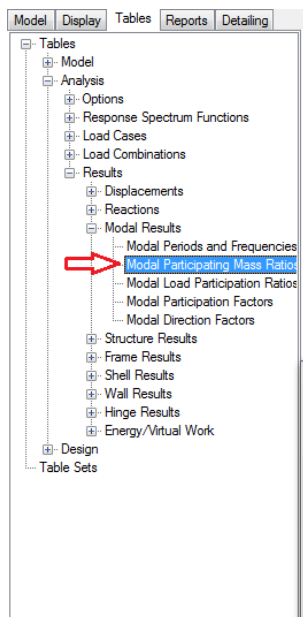 Model Display Tables Reports Detailing
Tables
Model
Analysis
Options
Response Spectrum Functions
Load Cases
Load Combinations
Results
Displacements
Reactions
Modal Results
Modal Periods and Frequencies
Modal Participating Mass Ratios
Modal Load Participation Ratios
Modal Participation Factors
Modal Direction Factors
Structure Results
Frame Results
Shell Results
Wall Results
Hinge Results
Energy/Virtual Work
Design
Table Sets